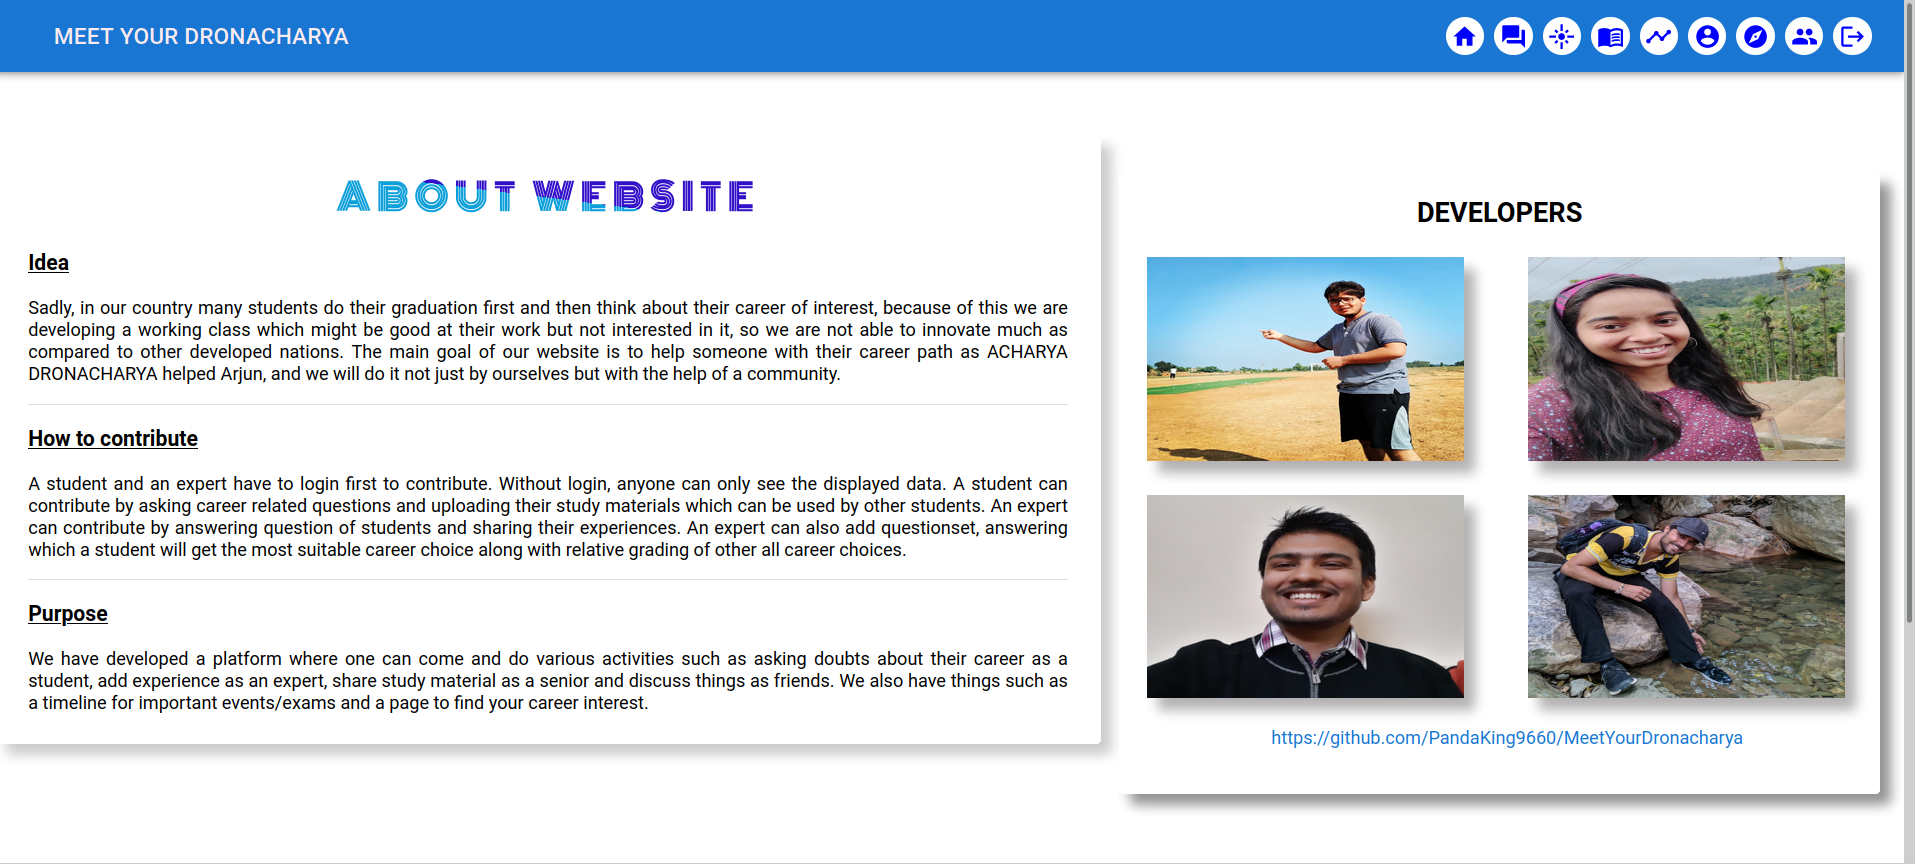 MEET YOUR DRONACHARYA
ABOUT WEBSITE
Idea
Sadly, in our country many students do their graduation first and then think about their career of interest, because of this we are
developing a working class which might be good at their work but not interested in it, so we are not able to innovate much as
compared to other developed nations. The main goal of our website is to help someone with their career path as ACHARYA
DRONACHARYA helped Arjun, and we will do it not just by ourselves but with the help of a community.
How to contribute
A student and an expert have to login first to contribute. Without login, anyone can only see the displayed data. A student can
contribute by asking career related questions and uploading their study materials which can be used by other students. An expert
can contribute by answering question of students and sharing their experiences. An expert can also add questionset, answering
which a student will get the most suitable career choice along with relative grading of other all career choices.
Purpose
We have developed a platform where one can come and do various activities such as asking doubts about their career as a
student, add experience as an expert, share study material as a senior and discuss things as friends. We also have things such as
a timeline for important events/exams and a page to find your career interest.
DEVELOPERS
https://github.com/PandaKing9660/MeetYourDronacharya